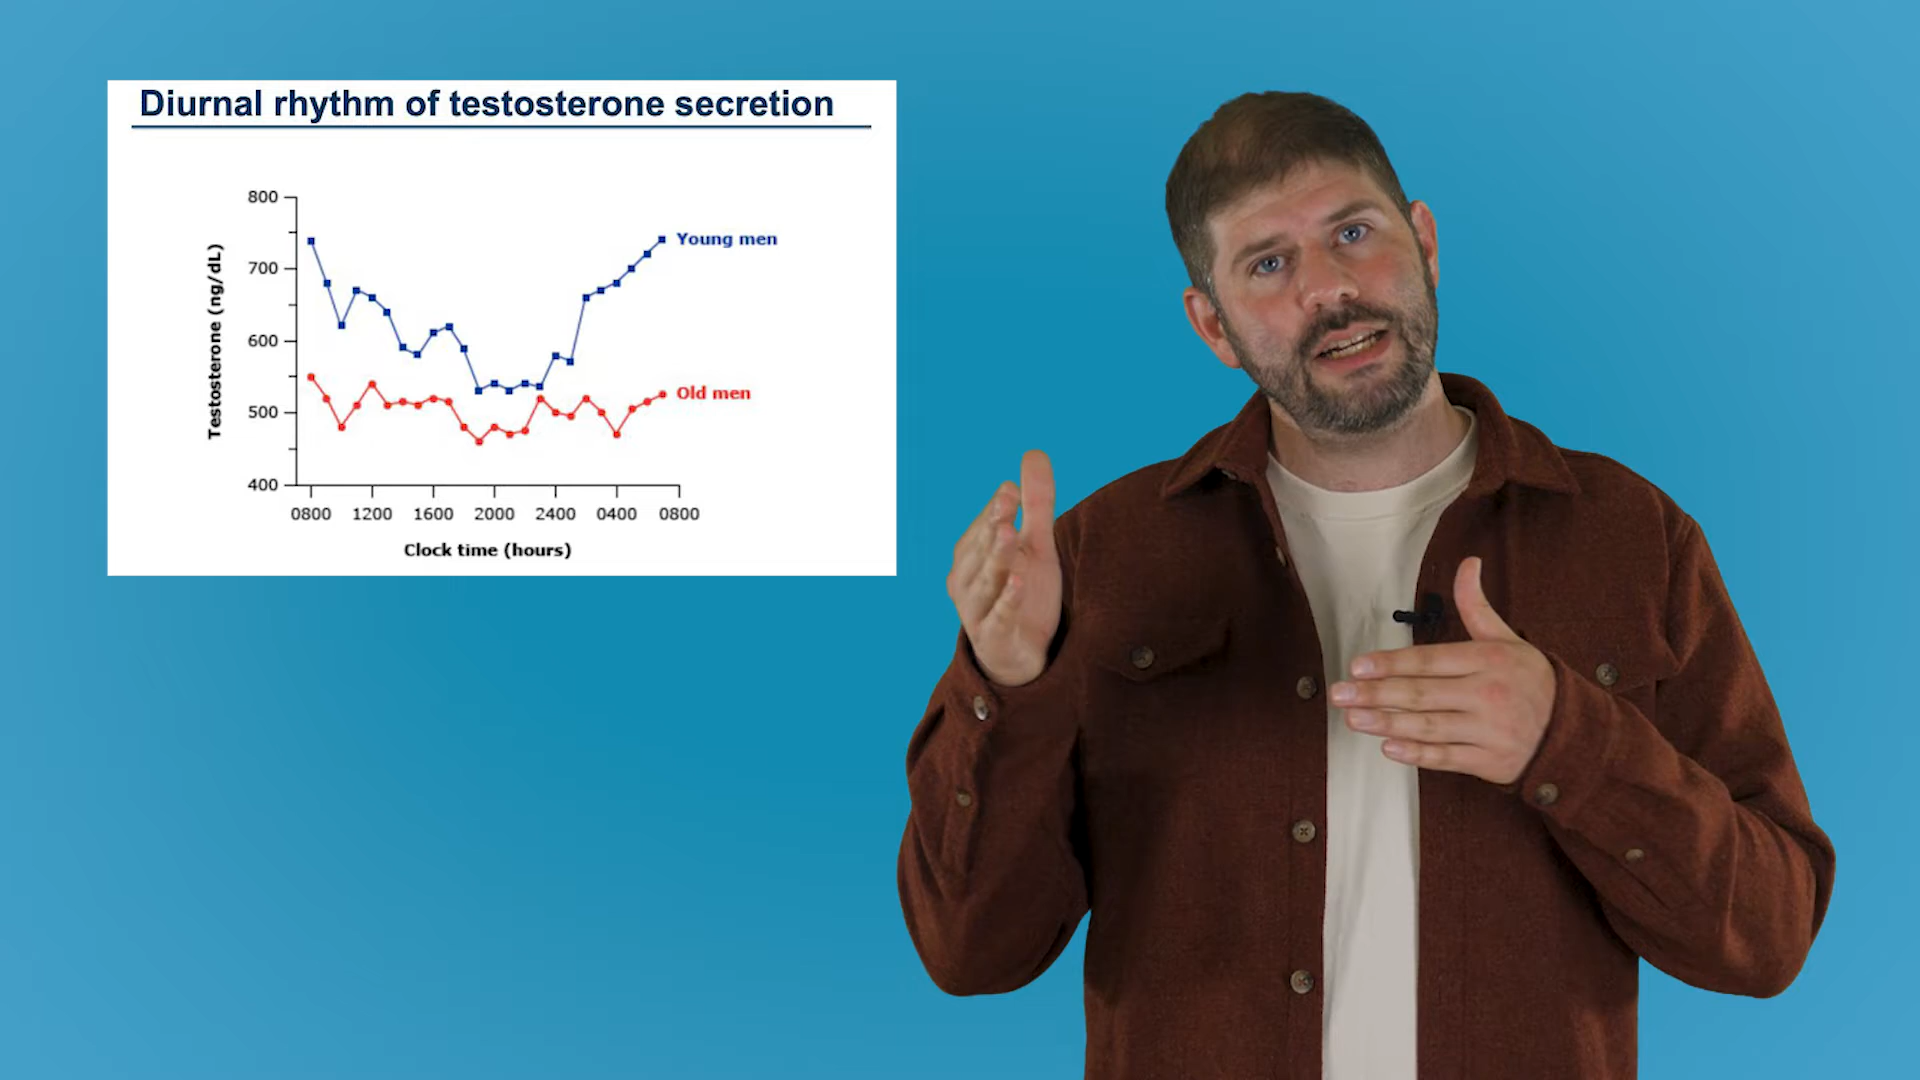 Diurnal rhythm of testosterone secretion
800
700
600
500
400
Testosterone (ng/dL)
Young men
Old men
0800 1200 1600 2000 2400 0400 0800
Clock time (hours)